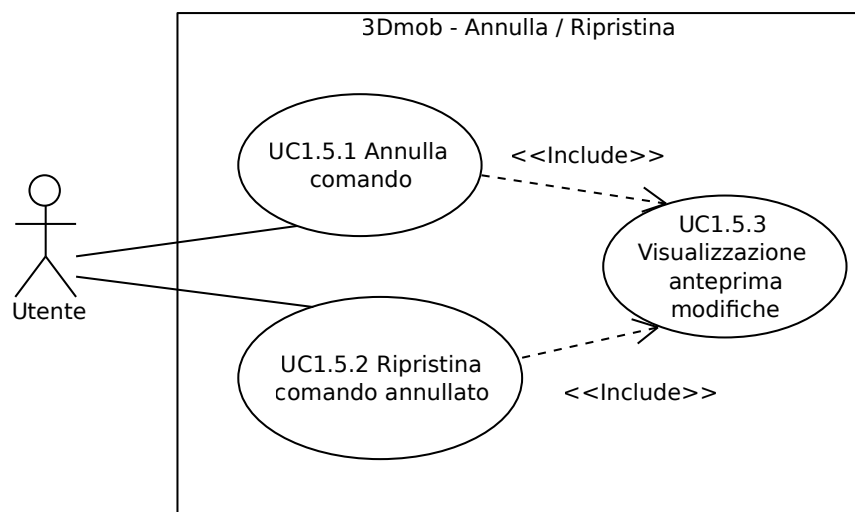 3Dmob - Annulla / Ripristina
UC1.5.1 Annulla
comando
<<Include>>
UC1.5.3
Visualizzazione
anteprima
modifiche
Utente
UC1.5.2 Ripristina
comando annullato
<<Include>>